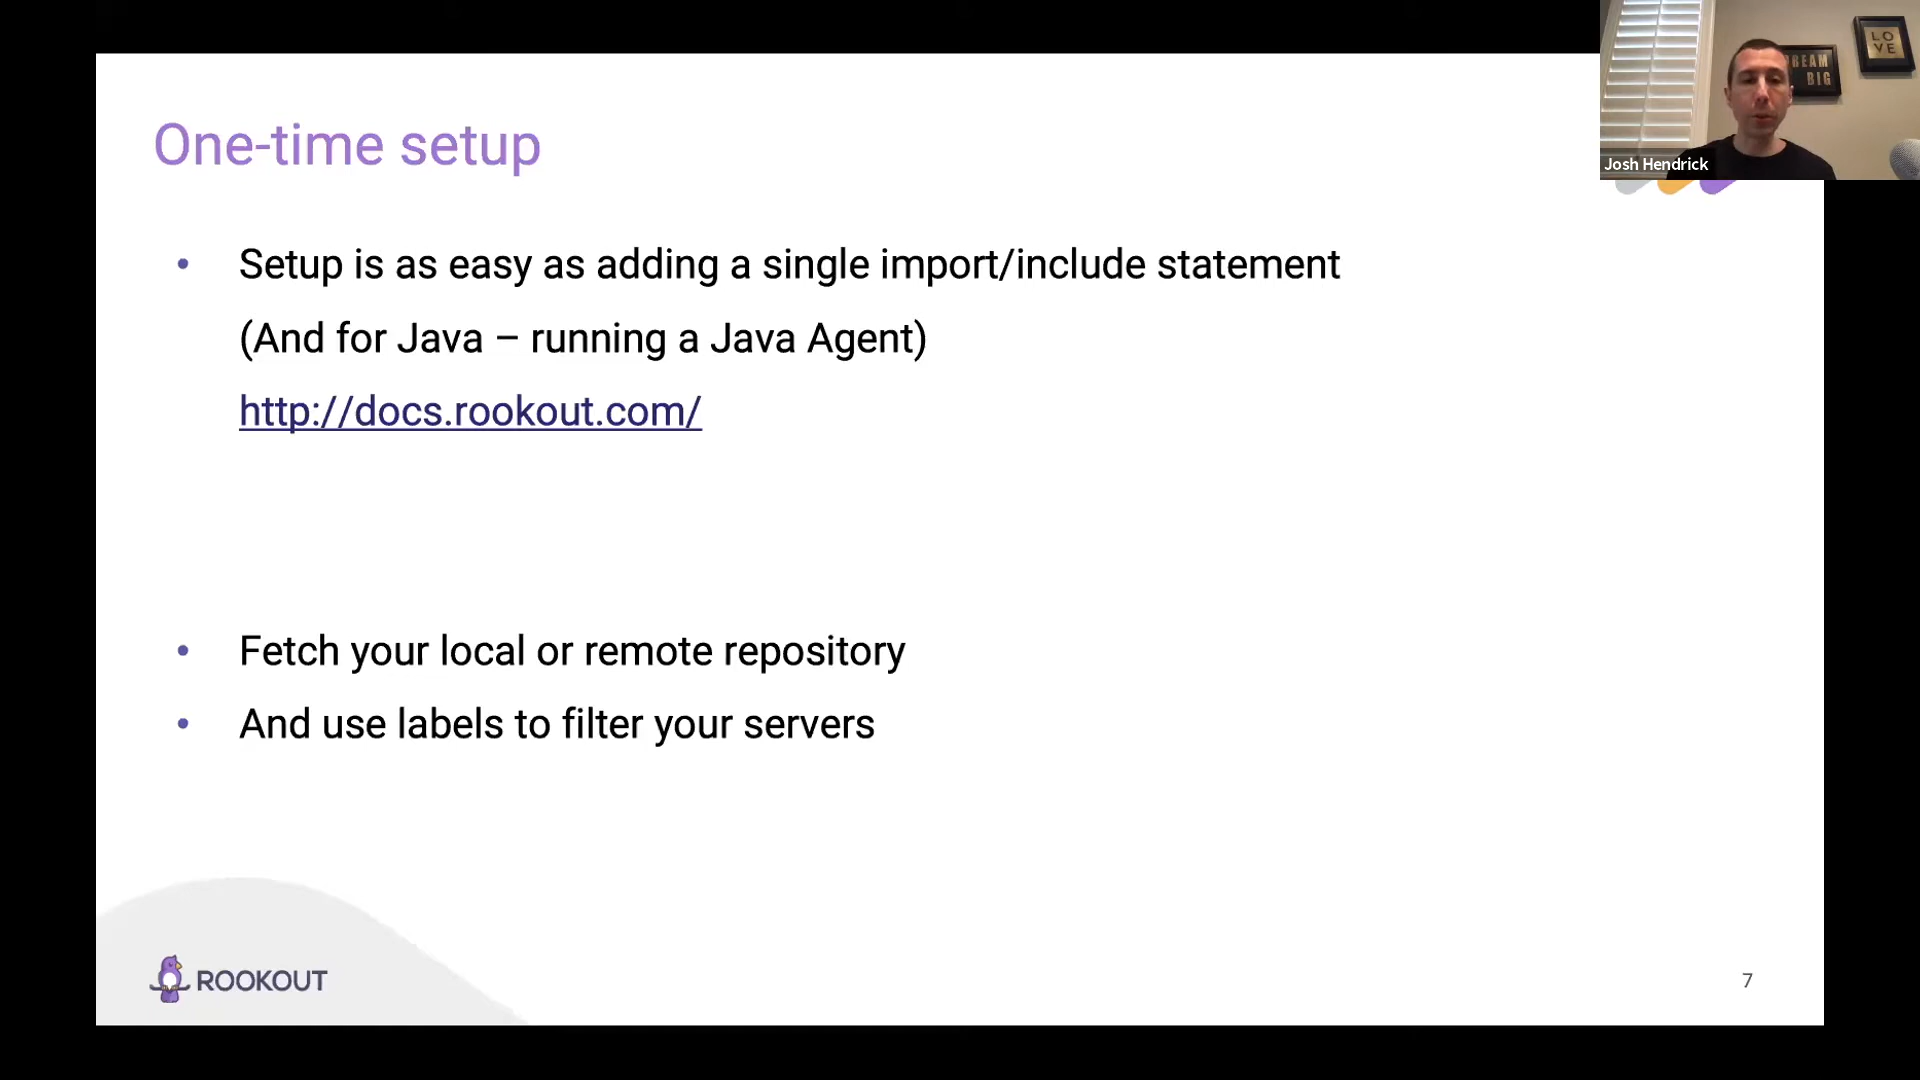 One-time setup
LO
VE
DREAM
BIG
Josh Hendrick
• Setup is as easy as adding a single import/include statement
(And for Java – running a Java Agent)
http://docs.rookout.com/
• Fetch your local or remote repository
• And use labels to filter your servers
ROOKOUT
7